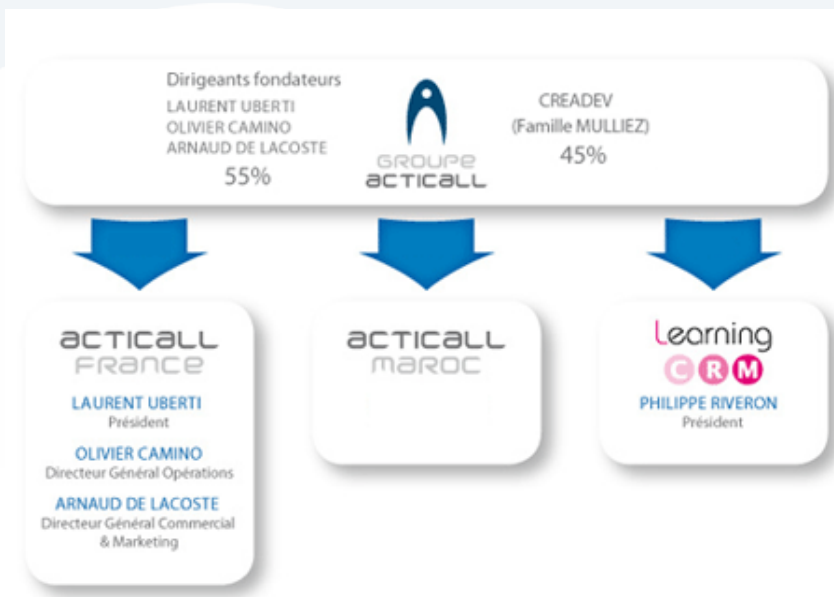 Dirigeants fondateurs
LAURENT UBERTI
OLIVIER CAMINO
ARNAUD DE LACOSTE
55%
GROUPE
ACTICALL
CREADEV
(Famille MULLIEZ)
45%
ACTICALL
FRANCE
LAURENT UBERTI
Président
OLIVIER CAMINO
Directeur Général Opérations
ARNAUD DE LACOSTE
Directeur Général Commercial
& Marketing
ACTICALL
MAROC
Learning
CRM
PHILIPPE RIVERON
Président